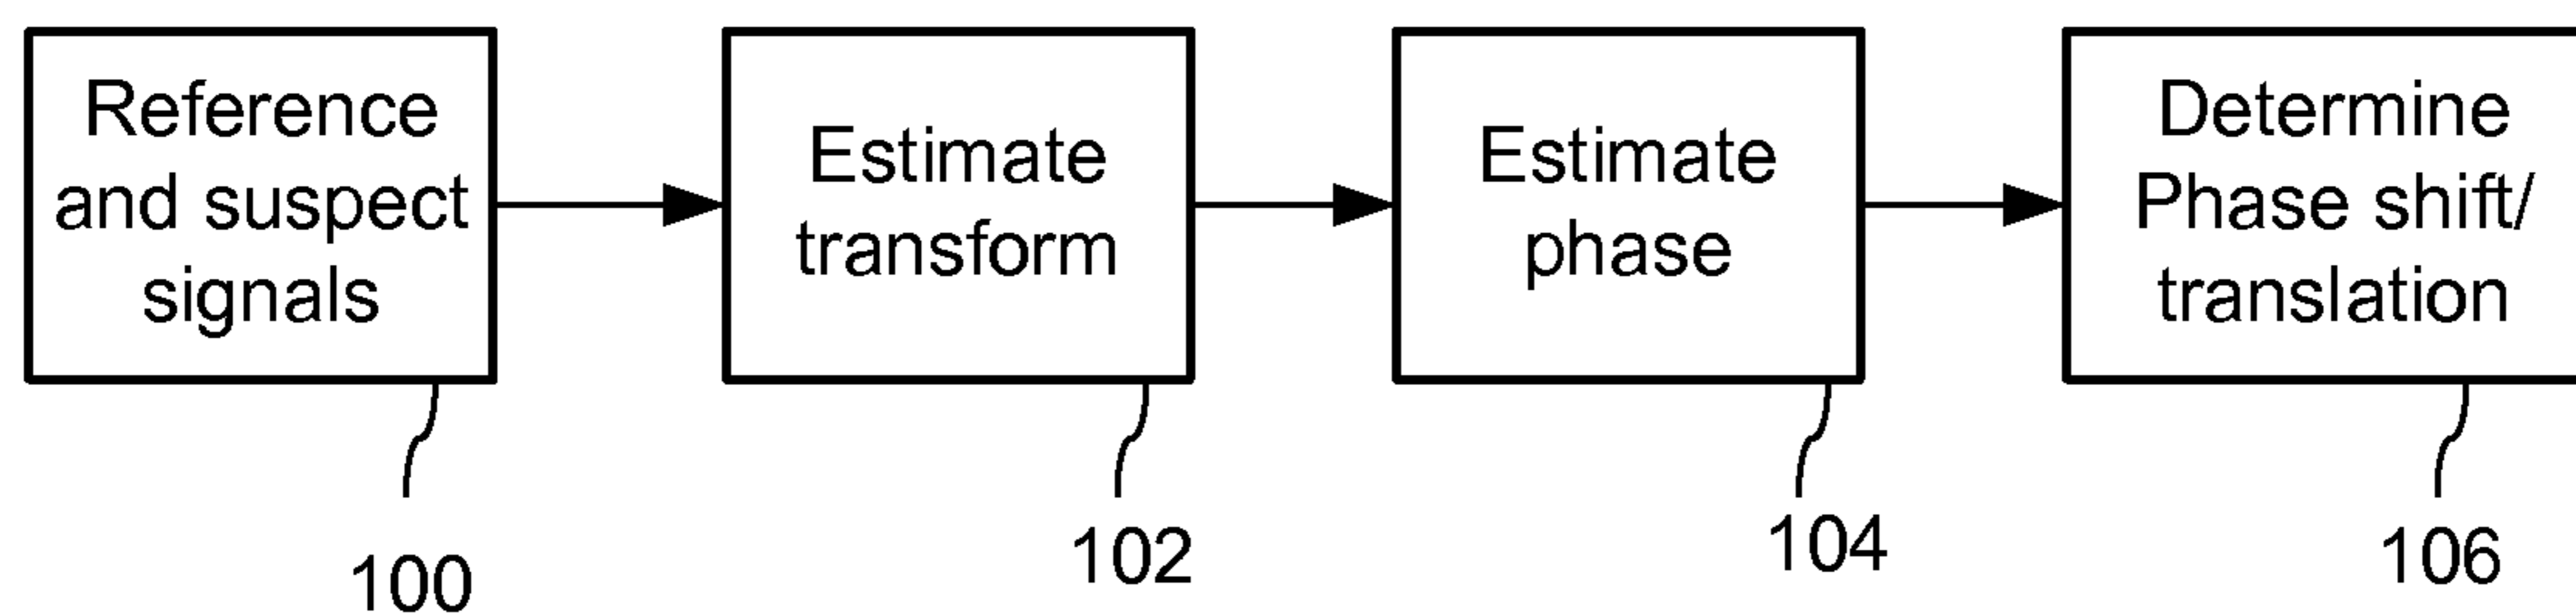 Reference
and suspect
signals
Estimate
transform
Estimate
phase
Determine
Phase shift/
translation
100
102
104
106